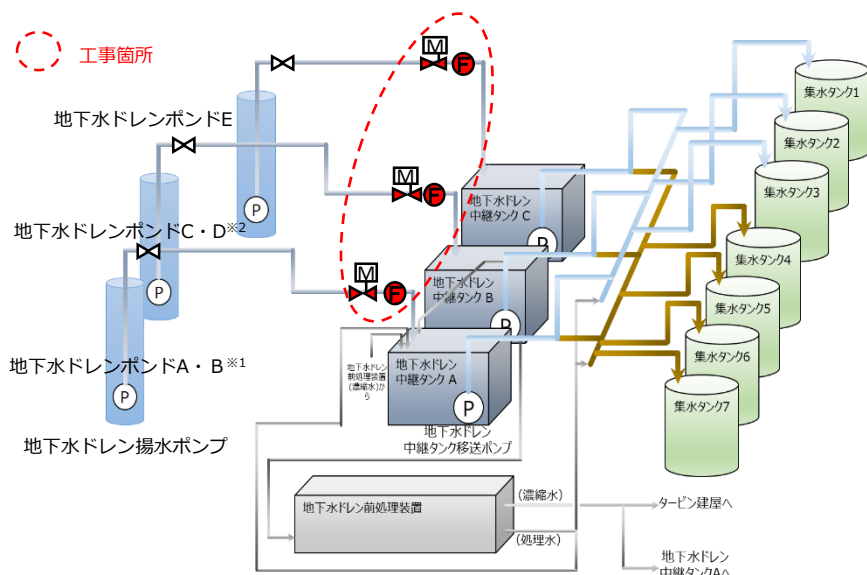 工事箇所
M
F
地下水ドレンポンドE
M
F
地下水ドレンポンドC・D※2
M
F
地下水ドレンポンドA・B※1
P
P
P
地下水ドレン揚水ポンプ
地下水ドレン
中継タンク C
P
地下水ドレン
中継タンク B
P
地下水ドレン
中継タンク A
P
地下水ドレン
前処理装置
(濃縮水)か
ら
地下水ドレン
中継タンク移送ポンプ
集水タンク1
集水タンク2
集水タンク3
集水タンク4
集水タンク5
集水タンク6
集水タンク7
地下水ドレン前処理装置
(濃縮水)
(処理水)
タービン建屋へ
地下水ドレン
中継タンクAへ